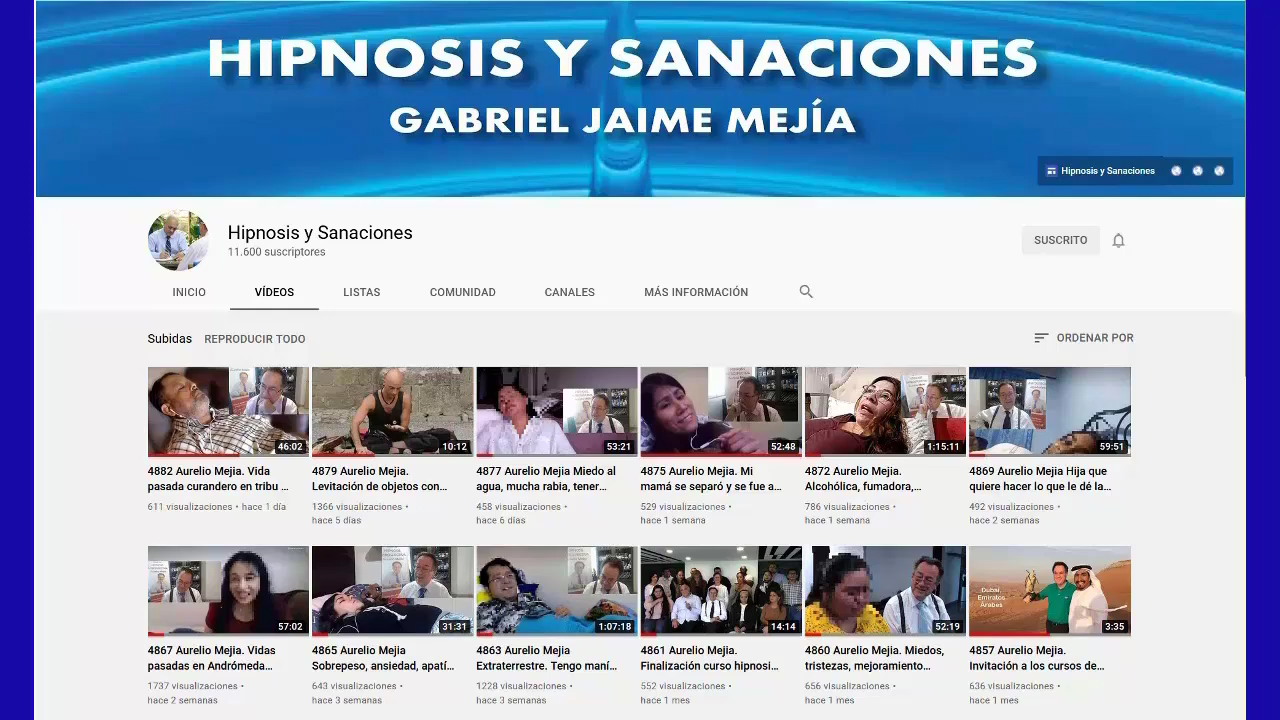 HIPNOSIS Y SANACIONES
GABRIEL JAIME MEJÍA
Hipnosis y Sanaciones
Hipnosis y Sanaciones
11.600 suscriptores
SUSCRITO
INICIO VÍDEOS LISTAS COMUNIDAD CANALES MÁS INFORMACIÓN
Subidas REPRODUCIR TODO ORDENAR POR
46:02 10:12 53:21 52:48 1:15:11 59:51
4882 Aurelio Mejia. Vida
pasada curandero en tribu ...
611 visualizaciones • hace 1 día
4879 Aurelio Mejia.
Levitación de objetos con...
1366 visualizaciones •
hace 5 días
4877 Aurelio Mejia Miedo al
agua, mucha rabia, tener...
458 visualizaciones •
hace 6 días
4875 Aurelio Mejia. Mi
mamá se separó y se fue a...
529 visualizaciones •
hace 1 semana
4872 Aurelio Mejia.
Alcohólica, fumadora,...
786 visualizaciones •
hace 1 semana
4869 Aurelio Mejia Hija que
quiere hacer lo que le dé la...
492 visualizaciones •
hace 2 semanas
Dubai,
Emiratos
Árabes
57:02 31:31 1:07:18 14:14 52:19 3:35
4867 Aurelio Mejia. Vidas
pasadas en Andrómeda...
1737 visualizaciones •
hace 2 semanas
4865 Aurelio Mejia
Sobrepeso, ansiedad, apatí...
643 visualizaciones •
hace 3 semanas
4863 Aurelio Mejia
Extraterrestre. Tengo maní...
1228 visualizaciones •
hace 3 semanas
4861 Aurelio Mejia.
Finalización curso hipnosi...
552 visualizaciones •
hace 1 mes
4860 Aurelio Mejia. Miedos,
tristezas, mejoramiento...
656 visualizaciones •
hace 1 mes
4857 Aurelio Mejia.
Invitación a los cursos de...
636 visualizaciones •
hace 1 mes